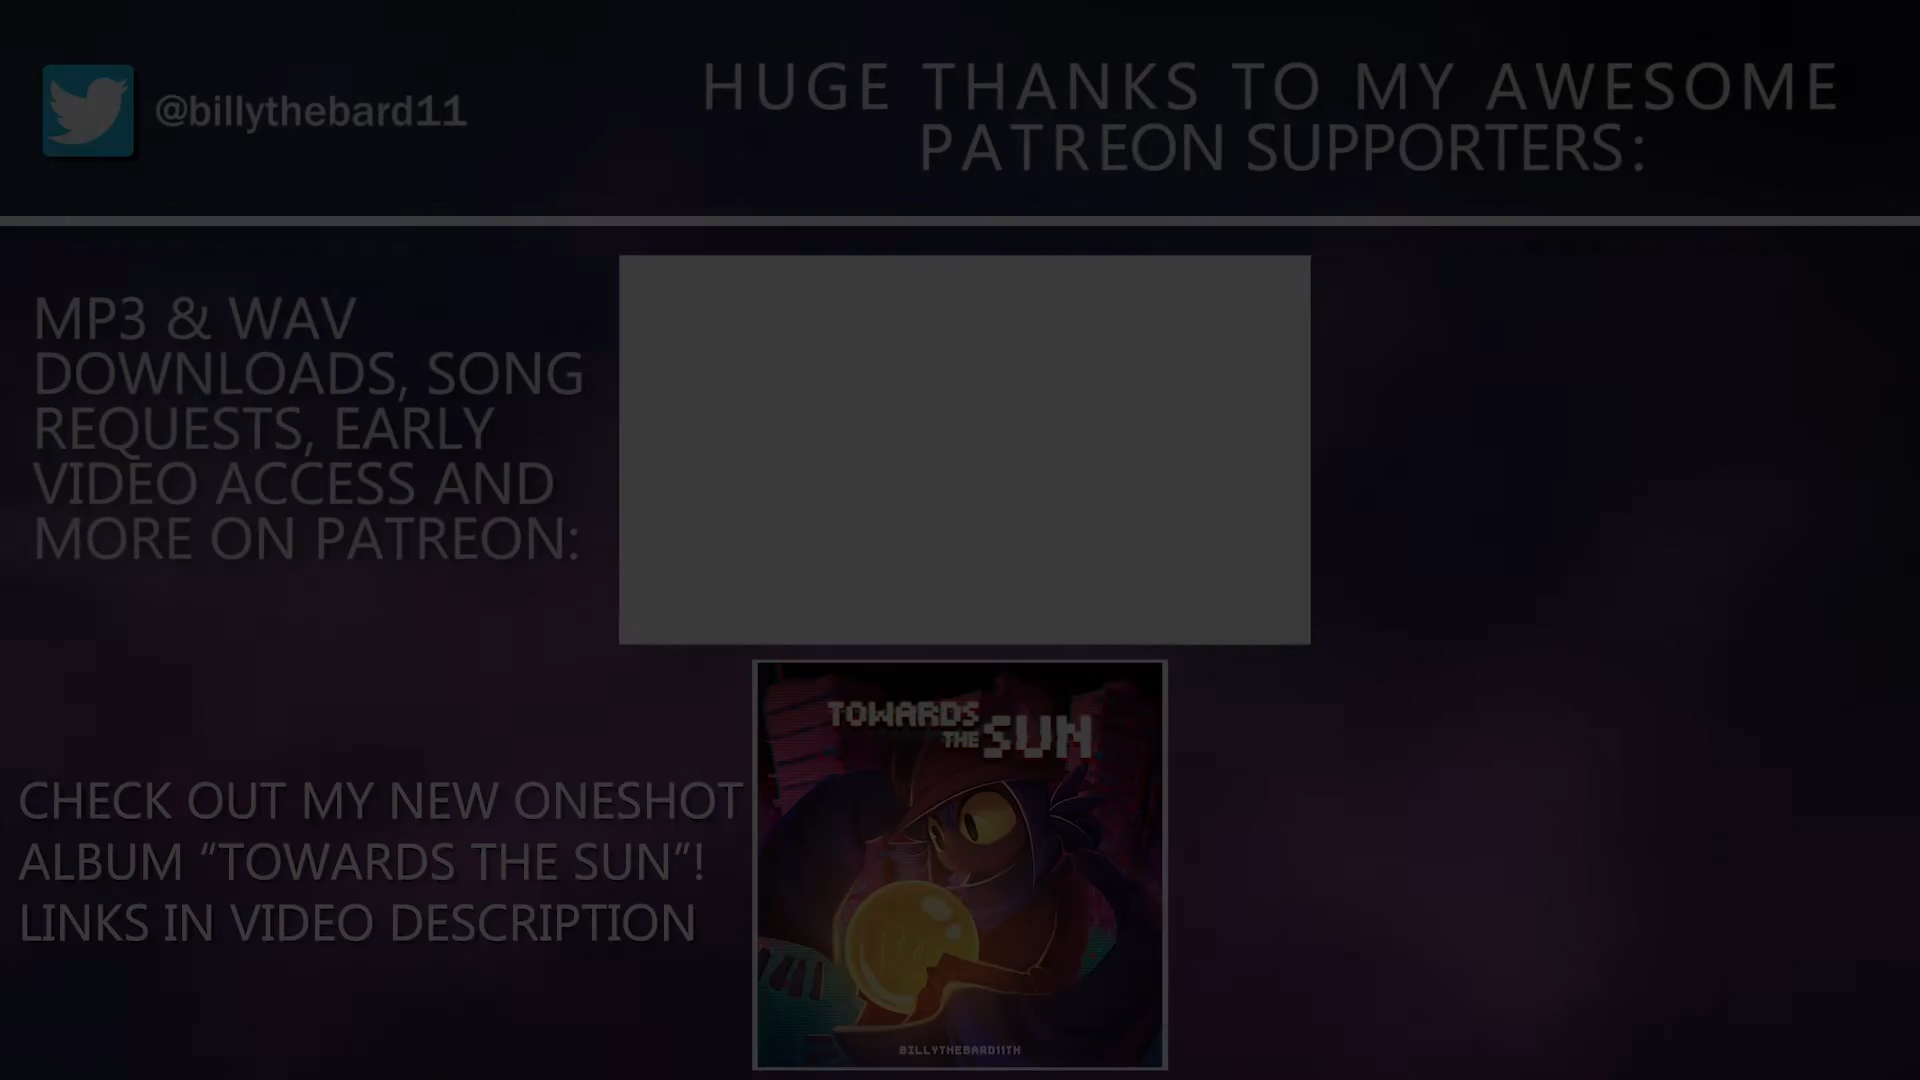 @billythebard11
HUGE THANKS TO MY AWESOME
PATREON SUPPORTERS:
MP3 & WAV
DOWNLOADS, SONG
REQUESTS, EARLY
VIDEO ACCESS AND
MORE ON PATREON:
TOWARDS
THE SUN
CHECK OUT MY NEW ONESHOT
ALBUM “TOWARDS THE SUN”!
LINKS IN VIDEO DESCRIPTION
BILLYTHEBARD11TH